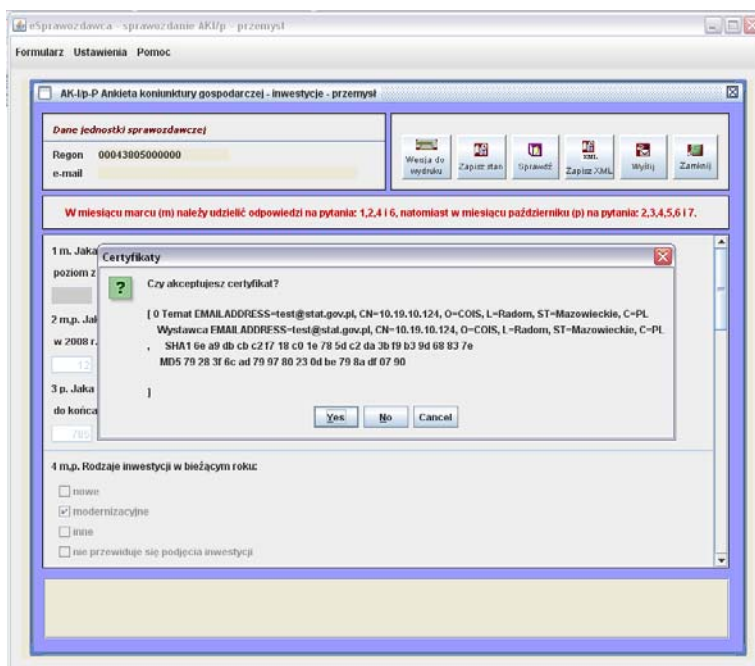 eSprawozdawca - sprawozdanie AKI/p - przemysł
Formularz Ustawienia Pomoc
AK-I/p-P Ankieta koniunktury gospodarczej - inwestycje - przemysł
Dane jednostki sprawozdawczej
Regon 00043805000000
e-mail
Wersja do wydruku
Zapisz stan
Sprawdź
XML
Zapisz XML
Wyślij
Zamknij
W miesiącu marcu (m) należy udzielić odpowiedzi na pytania: 1,2,4 i 6, natomiast w miesiącu październiku (p) na pytania: 2,3,4,5,6 i 7.
1 m. Jaka
poziom z
2 m,p. Jak
w 2008 r.
12
3 p. Jaka
do końca
785
Certyfikaty
Czy akceptujesz certyfikat?
[ 0 Temat EMAILADDRESS=test@stat.gov.pl, CN=10.19.10.124, O=COIS, L=Radom, ST=Mazowieckie, C=PL
Wystawca EMAILADDRESS=test@stat.gov.pl, CN=10.19.10.124, O=COIS, L=Radom, ST=Mazowieckie, C=PL
, SHA1 6e a9 db cb c2 f7 18 c0 1e 78 5d c2 da 3b f9 b3 9d 68 83 7e
MD5 79 28 3f 6c ad 79 97 80 23 0d be 79 8a df 07 90
]
Yes No Cancel
4 m,p. Rodzaje inwestycji w bieżącym roku:
nowe
modernizacyjne
inne
nie przewiduje się podjęcia inwestycji